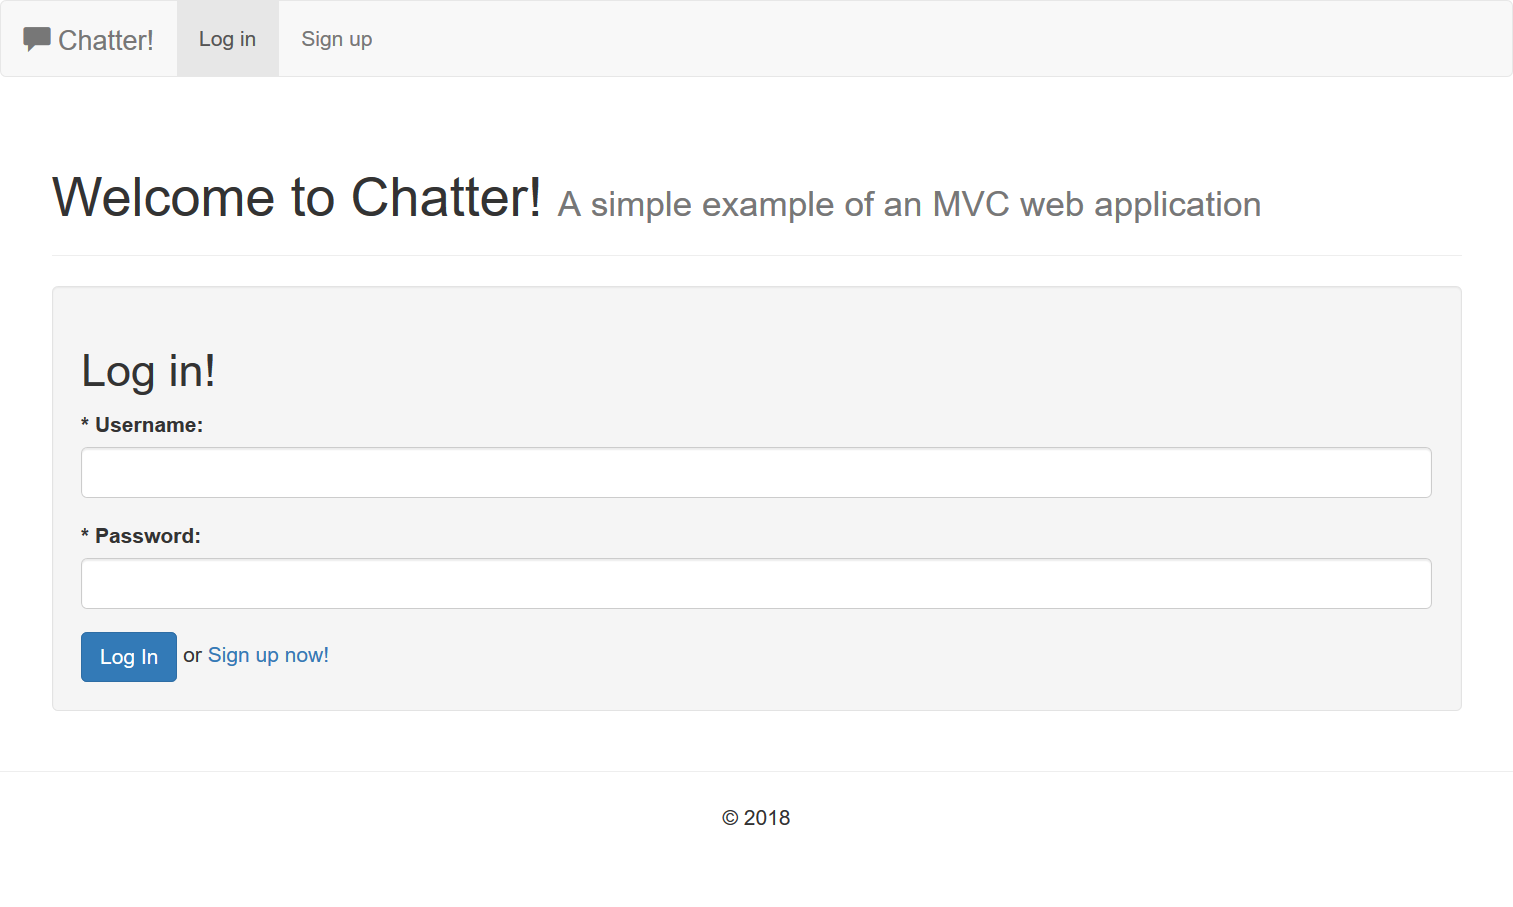 Chatter! Log in Sign up
Welcome to Chatter! A simple example of an MVC web application
Log in!
* Username:
* Password:
Log In or Sign up now!
© 2018